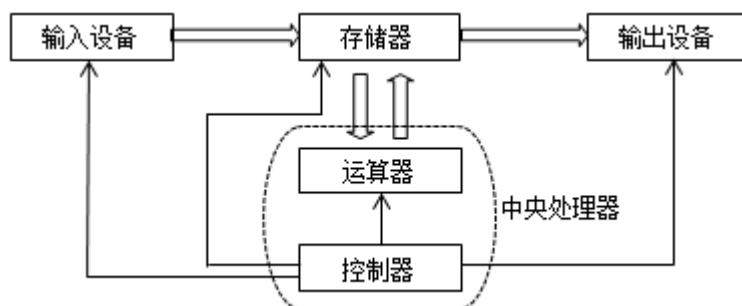 输入设备
存储器
输出设备
运算器
中央处理器
控制器